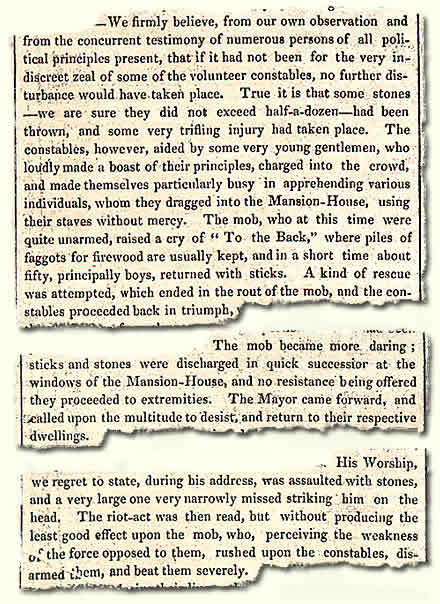 —We firmly believe, from our own observation and
from the concurrent testimony of numerous persons of all poli-
tical principles present, that if it had not been for the very in-
discreet zeal of some of the volunteer constables, no further dis-
turbance would have taken place. True it is that some stones
—we are sure they did not exceed half-a-dozen—had been
thrown, and some very trifling injury had taken place. The
constables, however, aided by some very young gentlemen, who
loudly made a boast of their principles, charged into the crowd,
and made themselves particularly busy in apprehending various
individuals, whom they dragged into the Mansion-House, using
their staves without mercy. The mob, who at this time were
quite unarmed, raised a cry of “ To the Back,” where piles of
faggots for firewood are usually kept, and in a short time about
fifty, principally boys, returned with sticks. A kind of rescue
was attempted, which ended in the rout of the mob, and the con-
stables proceeded back in triumph,
The mob became more daring ;
sticks and stones were discharged in quick succession at the
windows of the Mansion-House, and no resistance being offered
they proceeded to extremities. The Mayor came forward, and
called upon the multitude to desist, and return to their respective
dwellings.
His Worship,
we regret to state, during his address, was assaulted with stones,
and a very large one very narrowly missed striking him on the
head. The riot-act was then read, but without producing the
least good effect upon the mob, who, perceiving the weakness
of the force opposed to them, rushed upon the constables, dis-
armed them, and beat them severely.